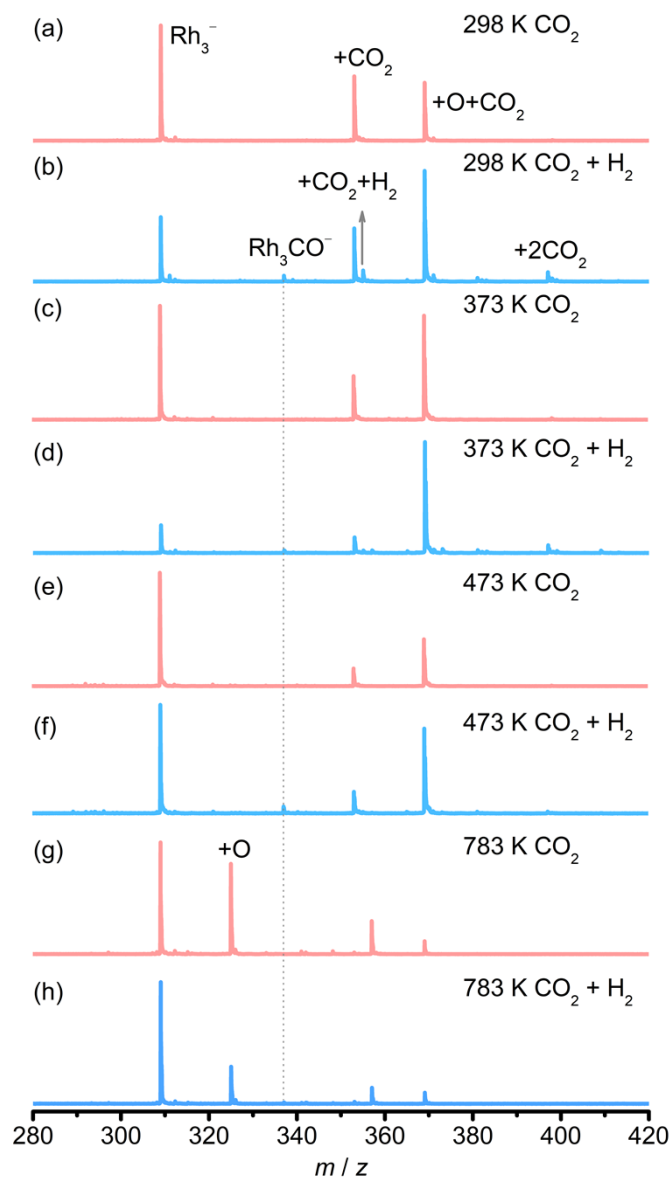 (a)
Rh₃⁻
+CO₂
+O+CO₂
298 K CO₂
(b)
Rh₃CO⁻
+CO₂+H₂
+2CO₂
298 K CO₂ + H₂
(c)
373 K CO₂
(d)
373 K CO₂ + H₂
(e)
473 K CO₂
(f)
473 K CO₂ + H₂
(g)
+O
783 K CO₂
(h)
783 K CO₂ + H₂
280 300 320 340 360 380 400 420
m / z